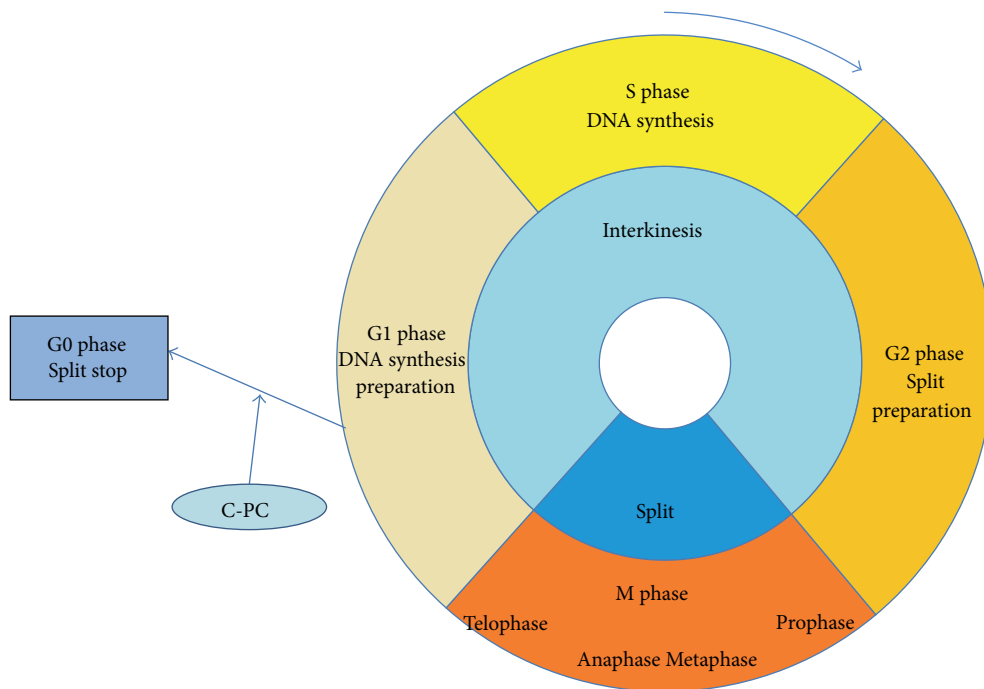 S phase
DNA synthesis
Interkinesis
G1 phase
DNA synthesis
preparation
G0 phase
Split stop
G2 phase
Split
preparation
C-PC
Split
M phase
Telophase
Prophase
Anaphase Metaphase